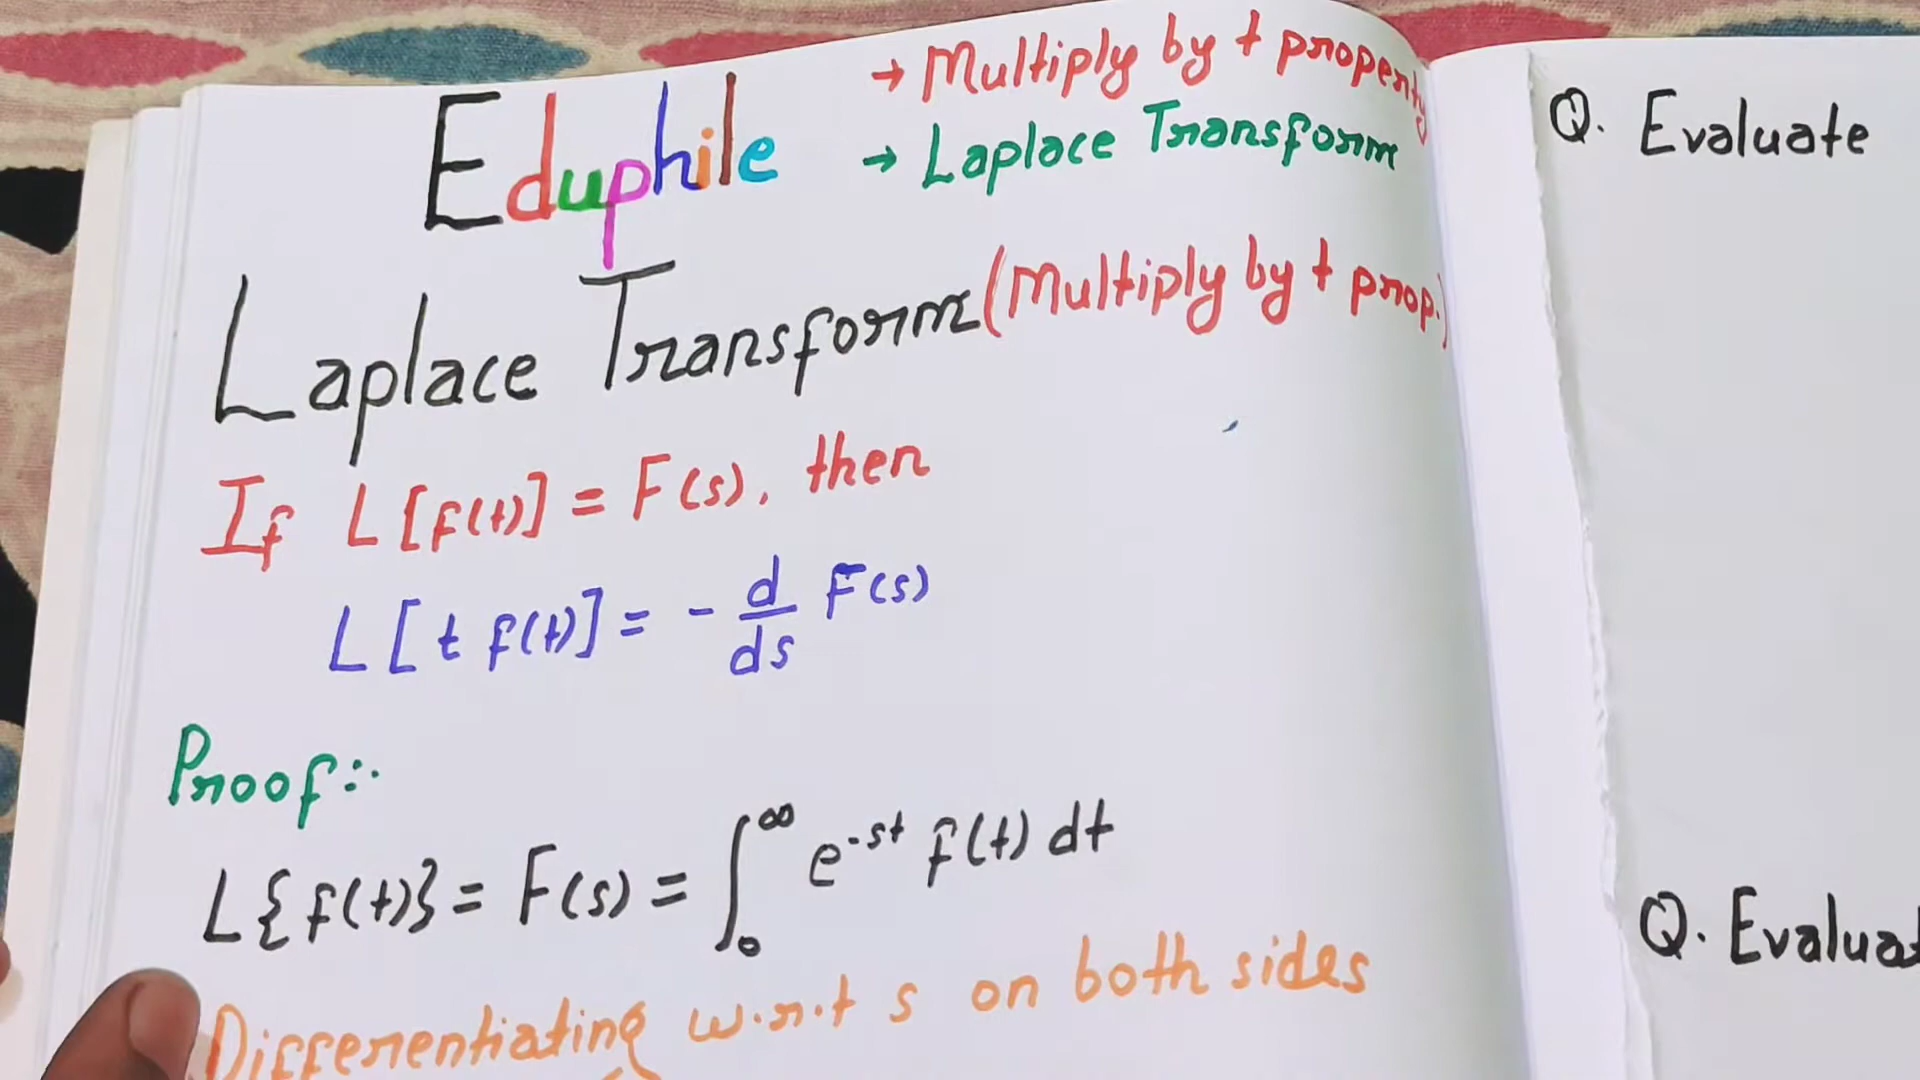 Eduphile
→ Multiply by t property
→ Laplace Transform
Laplace Transform (Multiply by t prop.)
If L[f(t)] = F(s), then
L[t f(t)] = - d/ds F(s)
Proof:-
L{f(t)} = F(s) = ∫₀^∞ e^-st f(t) dt
Differentiating w.r.t s on both sides
Q. Evaluate
Q. Evaluat